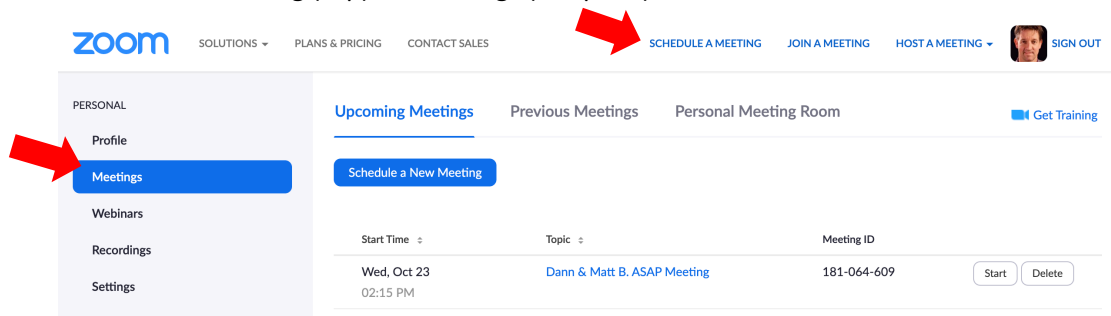 zoom SOLUTIONS PLANS & PRICING CONTACT SALES SCHEDULE A MEETING JOIN A MEETING HOST A MEETING SIGN OUT
PERSONAL
Profile
Meetings
Webinars
Recordings
Settings
Upcoming Meetings Previous Meetings Personal Meeting Room Get Training
Schedule a New Meeting
Start Time Topic Meeting ID
Wed, Oct 23 Dann & Matt B. ASAP Meeting 181-064-609 Start Delete
02:15 PM